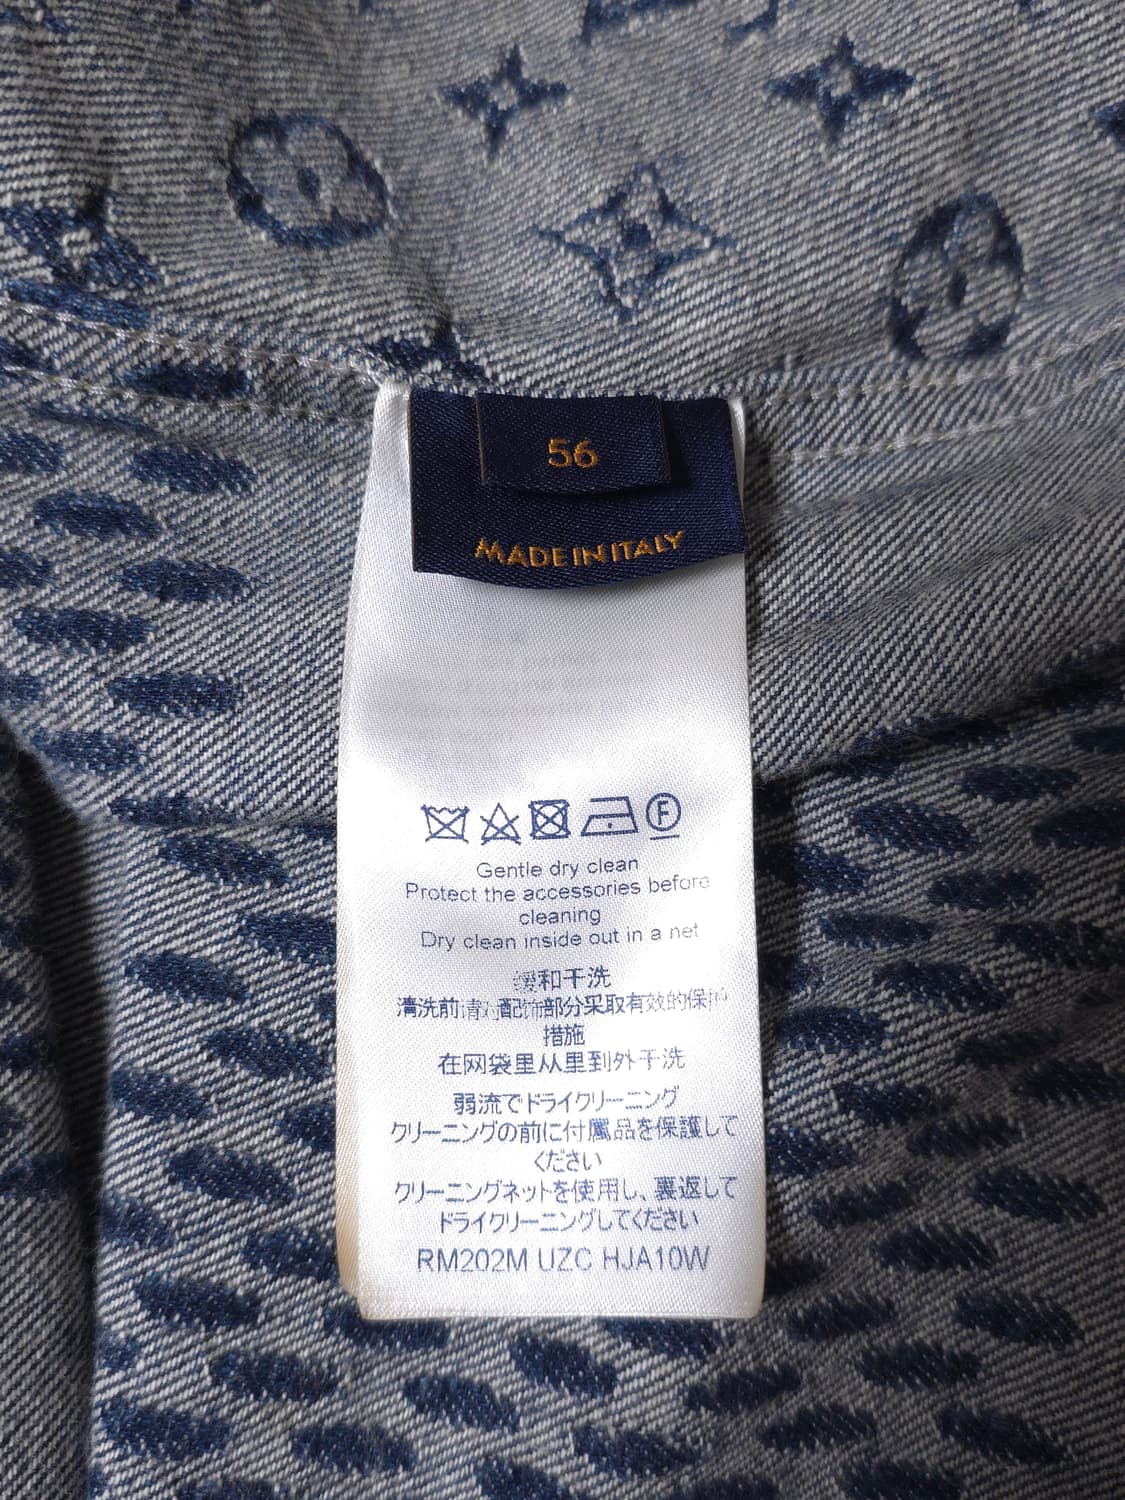 56
MADE IN ITALY
F
Gentle dry clean
Protect the accessories before
cleaning
Dry clean inside out in a net
缓和干洗
清洗前请对配饰部分采取有效的保护
措施
在网袋里从里到外干洗
弱流でドライクリーニング
クリーニングの前に付属品を保護して
ください
クリーニングネットを使用し、裏返して
ドライクリーニングしてください
RM202M UZC HJA10W